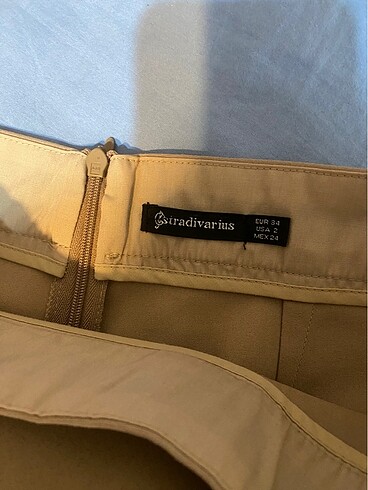 Stradivarius
EUR 34
USA 2
MEX 24